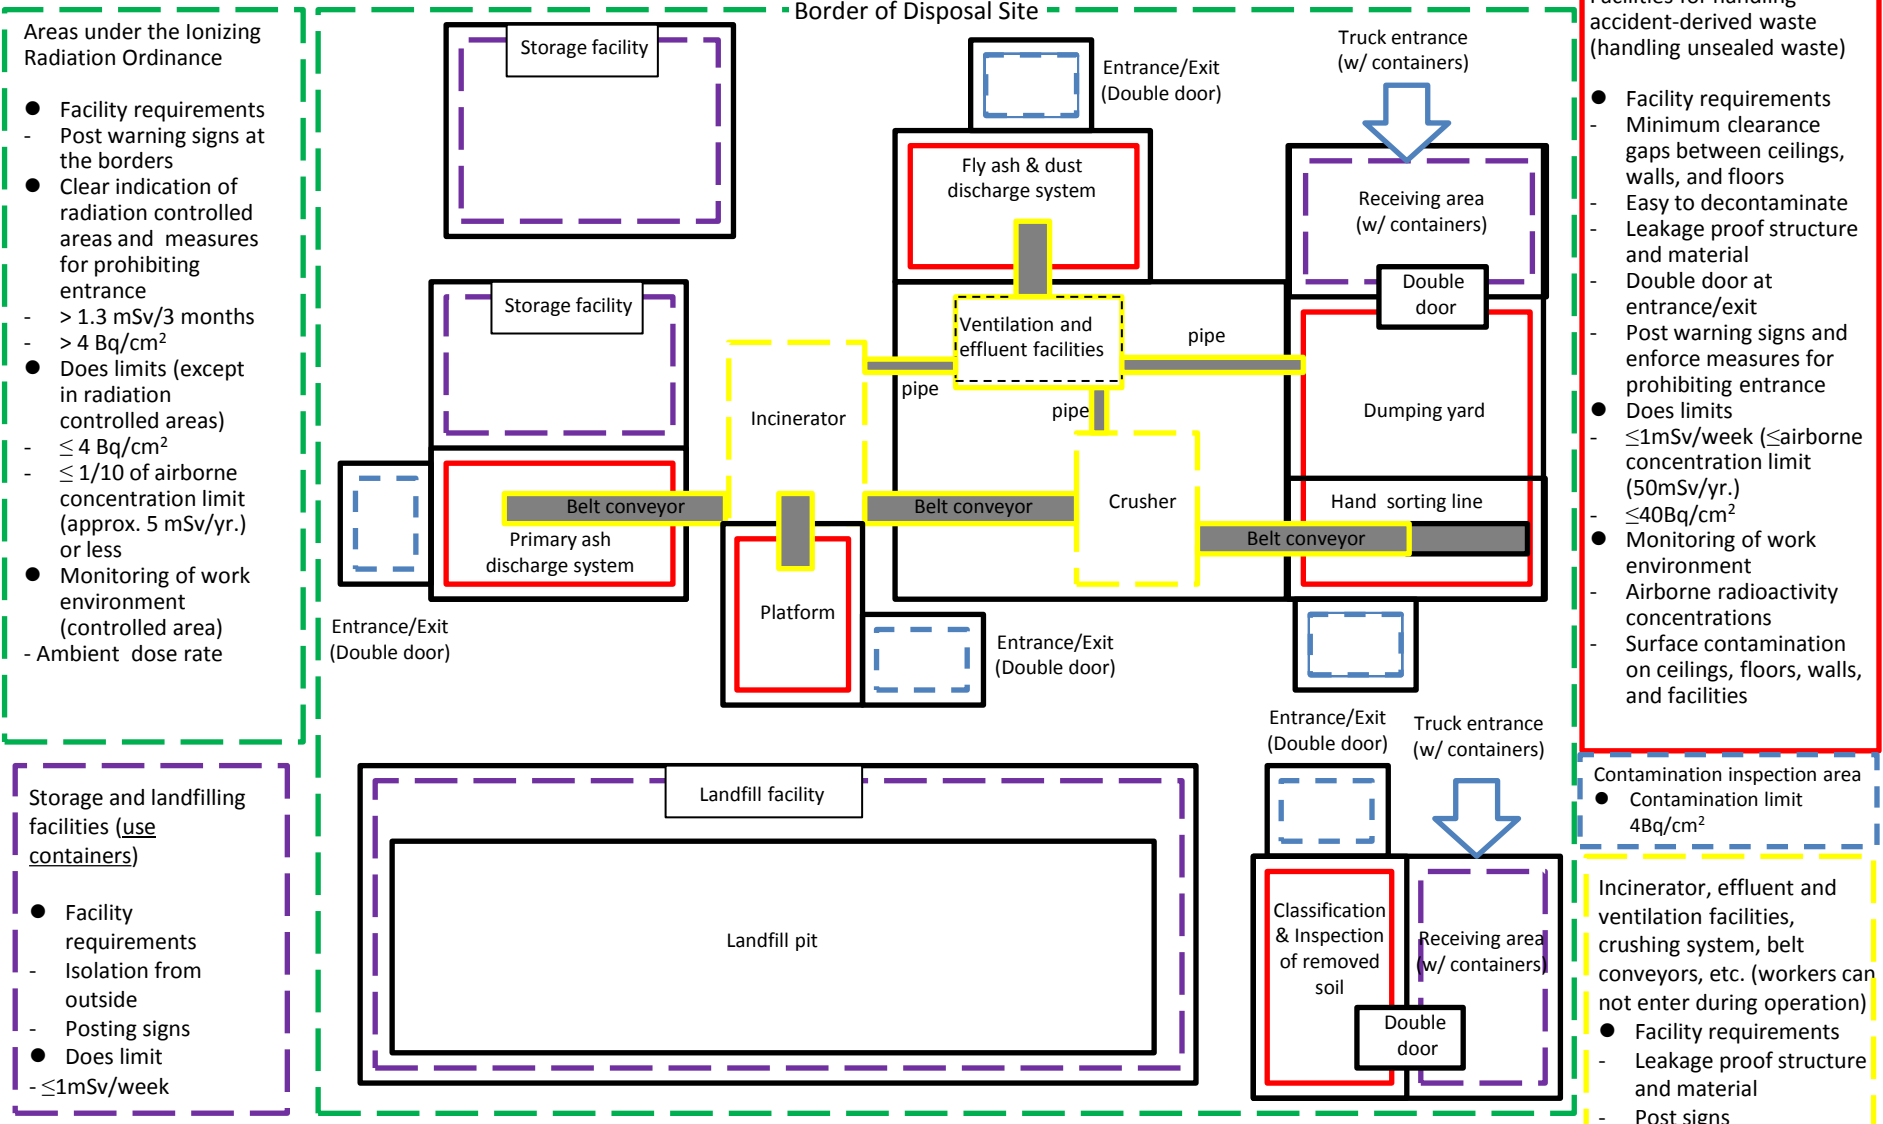 Border of Disposal Site
Areas under the Ionizing
Radiation Ordinance
● Facility requirements
- Post warning signs at
the borders
● Clear indication of
radiation controlled
areas and measures
for prohibiting
entrance
- > 1.3 mSv/3 months
- > 4 Bq/cm²
● Does limits (except
in radiation
controlled areas)
- ≤ 4 Bq/cm²
- ≤ 1/10 of airborne
concentration limit
(approx. 5 mSv/yr.)
or less
● Monitoring of work
environment
(controlled area)
- Ambient dose rate
Storage and landfilling
facilities (use
containers)
● Facility
requirements
- Isolation from
outside
- Posting signs
● Does limit
- ≤1mSv/week
Storage facility
Entrance/Exit
(Double door)
Truck entrance
(w/ containers)
Fly ash & dust
discharge system
Receiving area
(w/ containers)
Double
door
Storage facility
Ventilation and
effluent facilities
pipe
pipe
pipe
Incinerator
Dumping yard
Belt conveyor
Belt conveyor
Crusher
Hand sorting line
Belt conveyor
Primary ash
discharge system
Platform
Entrance/Exit
(Double door)
Entrance/Exit
(Double door)
Entrance/Exit
(Double door)
Truck entrance
(w/ containers)
Landfill facility
Landfill pit
Classification
& Inspection
of removed
soil
Receiving area
(w/ containers)
Double
door
Facilities for handling
accident-derived waste
(handling unsealed waste)
● Facility requirements
- Minimum clearance
gaps between ceilings,
walls, and floors
- Easy to decontaminate
- Leakage proof structure
and material
- Double door at
entrance/exit
- Post warning signs and
enforce measures for
prohibiting entrance
● Does limits
- ≤1mSv/week (≤airborne
concentration limit
(50mSv/yr.)
- ≤40Bq/cm²
● Monitoring of work
environment
- Airborne radioactivity
concentrations
- Surface contamination
on ceilings, floors, walls,
and facilities
Contamination inspection area
● Contamination limit
4Bq/cm²
Incinerator, effluent and
ventilation facilities,
crushing system, belt
conveyors, etc. (workers can
not enter during operation)
● Facility requirements
- Leakage proof structure
and material
- Post signs